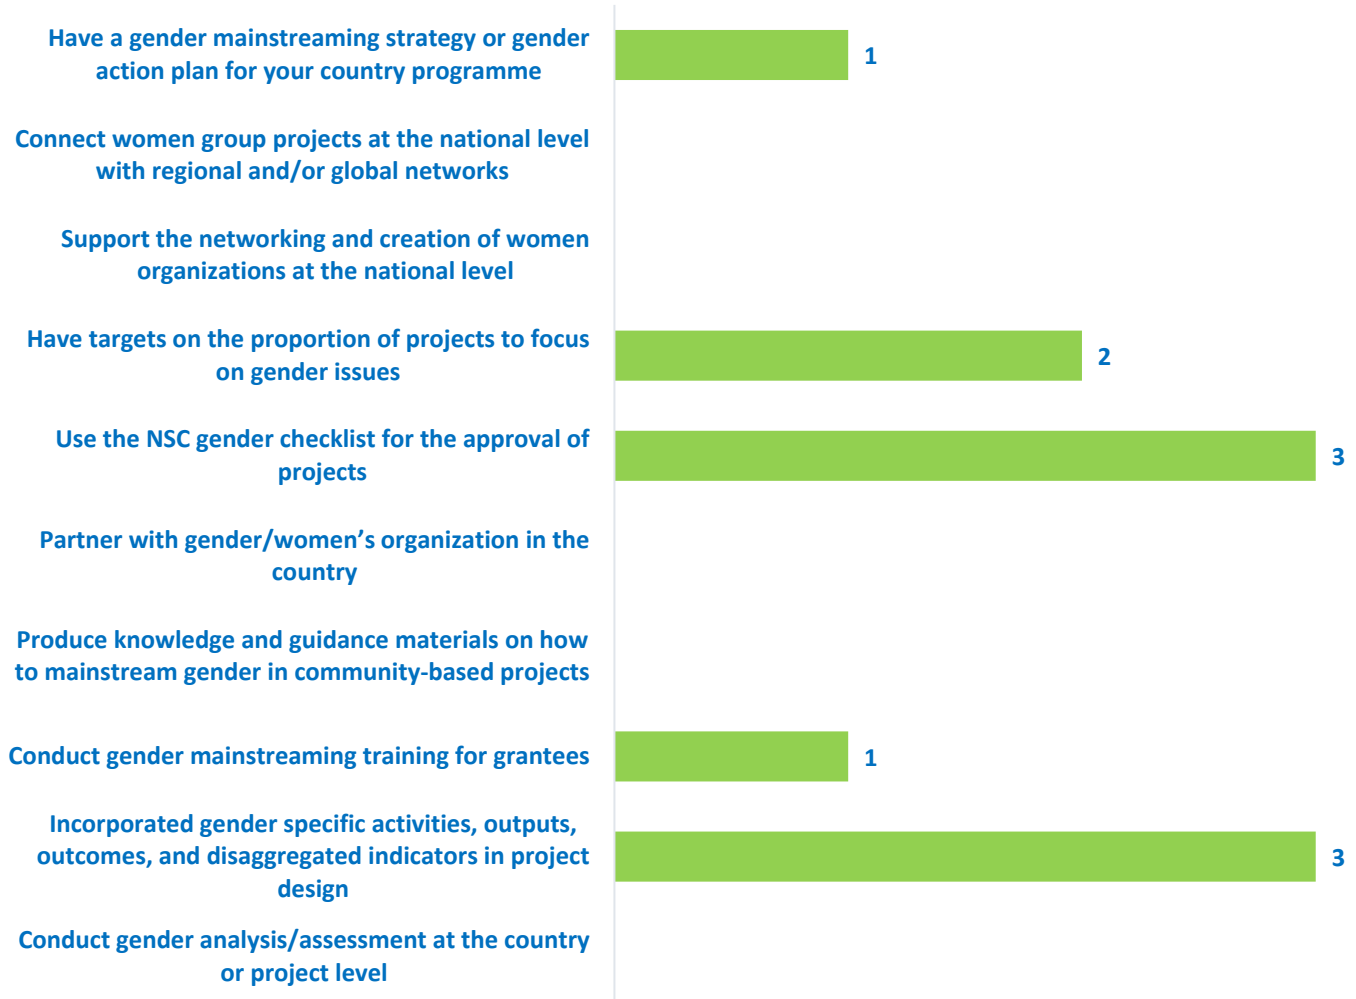 Have a gender mainstreaming strategy or gender
action plan for your country programme
1
Connect women group projects at the national level
with regional and/or global networks
Support the networking and creation of women
organizations at the national level
Have targets on the proportion of projects to focus
on gender issues
2
Use the NSC gender checklist for the approval of
projects
3
Partner with gender/women’s organization in the
country
Produce knowledge and guidance materials on how
to mainstream gender in community-based projects
Conduct gender mainstreaming training for grantees
1
Incorporated gender specific activities, outputs,
outcomes, and disaggregated indicators in project
design
3
Conduct gender analysis/assessment at the country
or project level